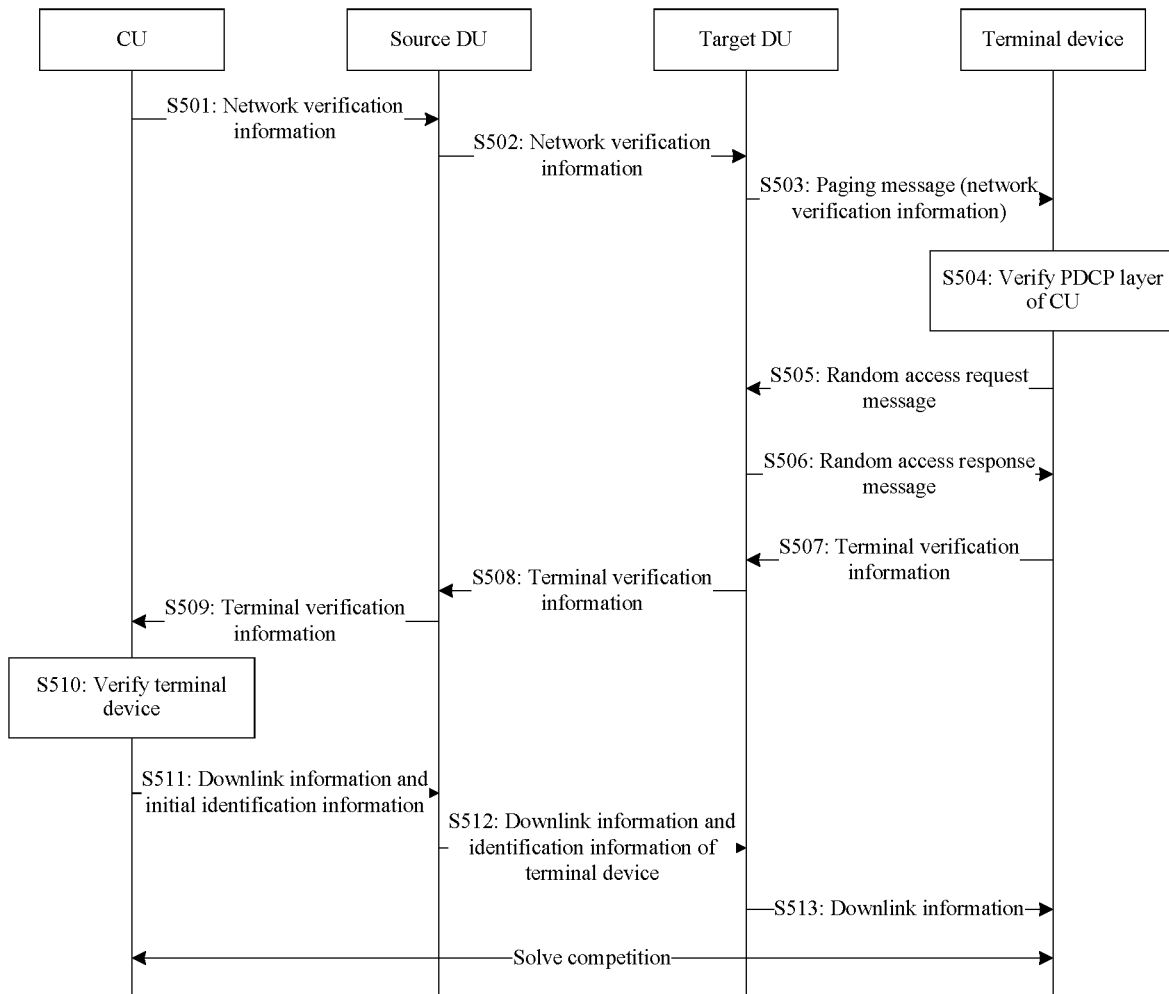 CU
Source DU
Target DU
Terminal device
S501: Network verification
information
S502: Network verification
information
S503: Paging message (network
verification information)
S504: Verify PDCP layer
of CU
S505: Random access request
message
S506: Random access response
message
S507: Terminal verification
information
S508: Terminal verification
information
S509: Terminal verification
information
S510: Verify terminal
device
S511: Downlink information and
initial identification information
S512: Downlink information and
identification information of
terminal device
S513: Downlink information
Solve competition